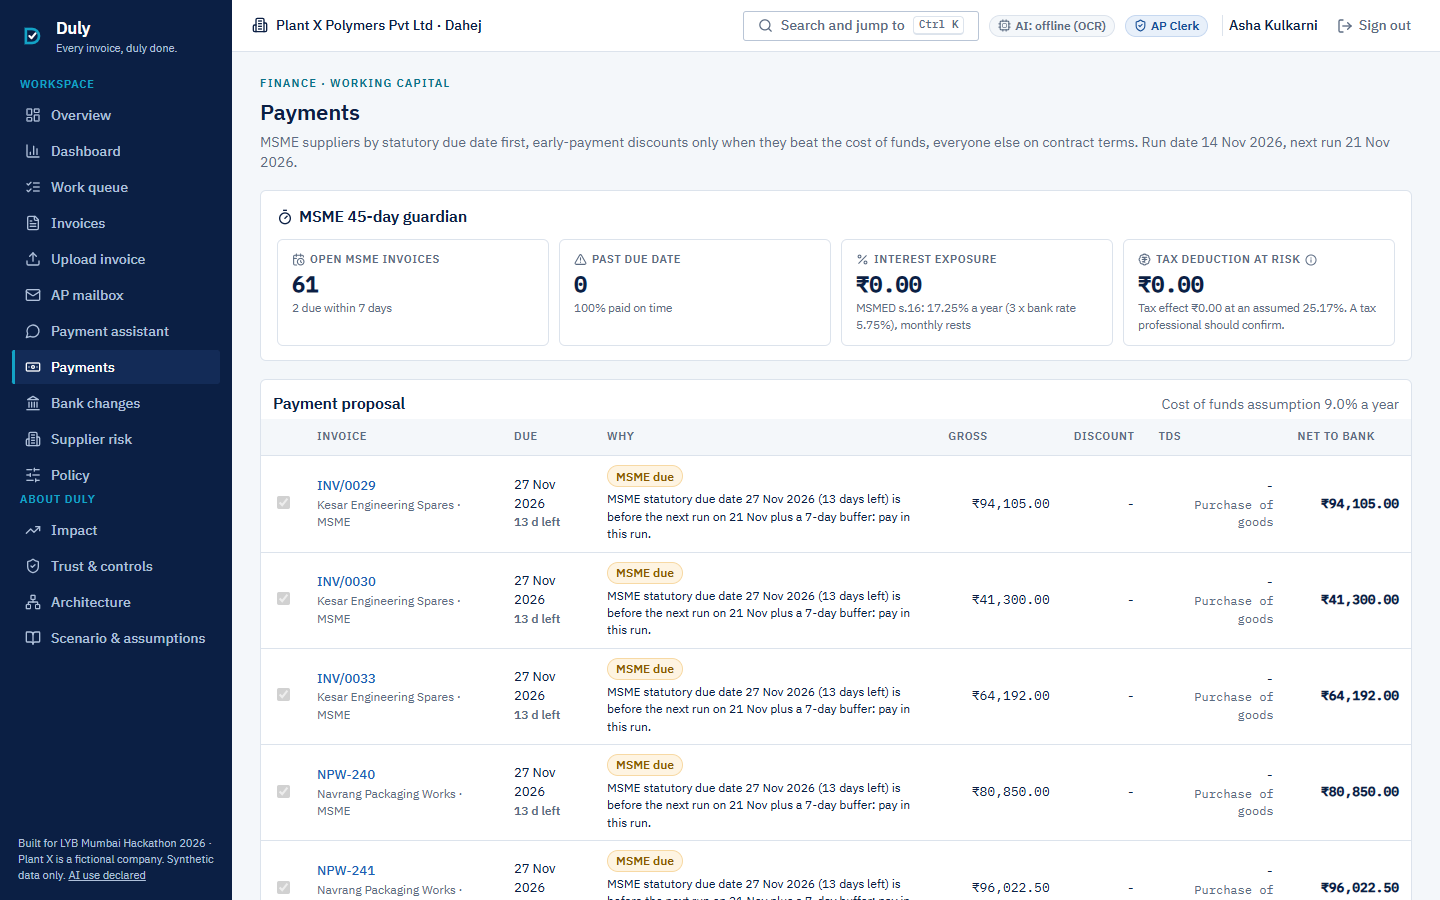 Duly
Every invoice, duly done.
WORKSPACE
Overview
Dashboard
Work queue
Invoices
Upload invoice
AP mailbox
Payment assistant
Payments
Bank changes
Supplier risk
Policy
ABOUT DULY
Impact
Trust & controls
Architecture
Scenario & assumptions
Built for LYB Mumbai Hackathon 2026 ·
Plant X is a fictional company. Synthetic
data only. AI use declared
Plant X Polymers Pvt Ltd · Dahej
Search and jump to Ctrl K
AI: offline (OCR)
AP Clerk
Asha Kulkarni
Sign out
FINANCE · WORKING CAPITAL
Payments
MSME suppliers by statutory due date first, early-payment discounts only when they beat the cost of funds, everyone else on contract terms. Run date 14 Nov 2026, next run 21 Nov
2026.
MSME 45-day guardian
OPEN MSME INVOICES
61
2 due within 7 days
PAST DUE DATE
0
100% paid on time
INTEREST EXPOSURE
₹0.00
MSMED s.16: 17.25% a year (3 x bank rate
5.75%), monthly rests
TAX DEDUCTION AT RISK
₹0.00
Tax effect ₹0.00 at an assumed 25.17%. A tax
professional should confirm.
Payment proposal
Cost of funds assumption 9.0% a year
INVOICE DUE WHY GROSS DISCOUNT TDS NET TO BANK
INV/0029
Kesar Engineering Spares ·
MSME
27 Nov
2026
13 d left
MSME due
MSME statutory due date 27 Nov 2026 (13 days left) is
before the next run on 21 Nov plus a 7-day buffer: pay in
this run.
₹94,105.00
-
-
Purchase of
goods
₹94,105.00
INV/0030
Kesar Engineering Spares ·
MSME
27 Nov
2026
13 d left
MSME due
MSME statutory due date 27 Nov 2026 (13 days left) is
before the next run on 21 Nov plus a 7-day buffer: pay in
this run.
₹41,300.00
-
-
Purchase of
goods
₹41,300.00
INV/0033
Kesar Engineering Spares ·
MSME
27 Nov
2026
13 d left
MSME due
MSME statutory due date 27 Nov 2026 (13 days left) is
before the next run on 21 Nov plus a 7-day buffer: pay in
this run.
₹64,192.00
-
-
Purchase of
goods
₹64,192.00
NPW-240
Navrang Packaging Works ·
MSME
27 Nov
2026
13 d left
MSME due
MSME statutory due date 27 Nov 2026 (13 days left) is
before the next run on 21 Nov plus a 7-day buffer: pay in
this run.
₹80,850.00
-
-
Purchase of
goods
₹80,850.00
NPW-241
Navrang Packaging Works ·
27 Nov
2026
MSME due
MSME statutory due date 27 Nov 2026 (13 days left) is
before the next run on 21 Nov plus a 7-day buffer: pay in
₹96,022.50
-
-
Purchase of
₹96,022.50